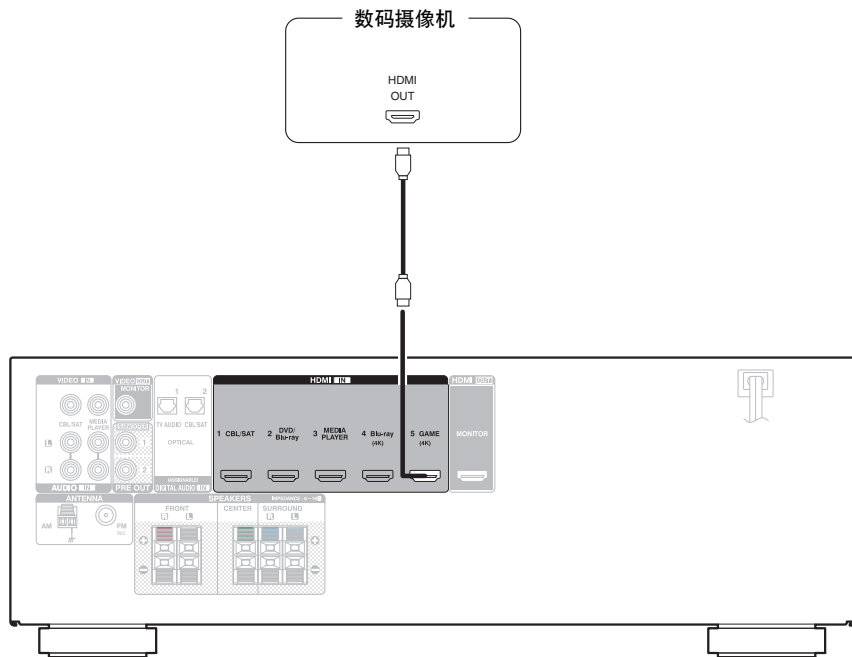 数码摄像机
HDMI
OUT
VIDEO IN
VIDEO OUT
MONITOR
CBL/SAT
MEDIA
PLAYER
L
R
AUDIO IN
SUBWOOFER
1
2
PRE OUT
1 2
TV AUDIO CBL/SAT
OPTICAL
(ASSIGNABLE)
DIGITAL AUDIO IN
HDMI IN
1 CBL/SAT
2 DVD/
Blu-ray
3 MEDIA
PLAYER
4 Blu-ray
(4K)
5 GAME
(4K)
HDMI OUT
MONITOR
ANTENNA
AM
FM
SPEAKERS
FRONT
R L
CENTER
SURROUND
R L